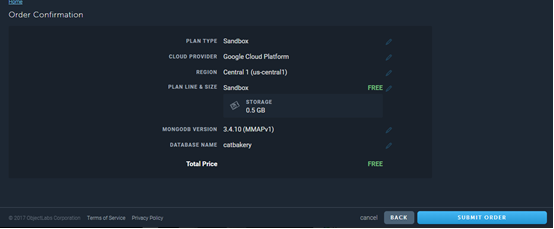 Home
Order Confirmation
PLAN TYPE Sandbox
CLOUD PROVIDER Google Cloud Platform
REGION Central 1 (us-central1)
PLAN LINE & SIZE Sandbox FREE
STORAGE
0.5 GB
MONGODB VERSION 3.4.10 (MMAPv1)
DATABASE NAME catbakery
Total Price FREE
© 2017 ObjectLabs Corporation Terms of Service Privacy Policy cancel BACK SUBMIT ORDER